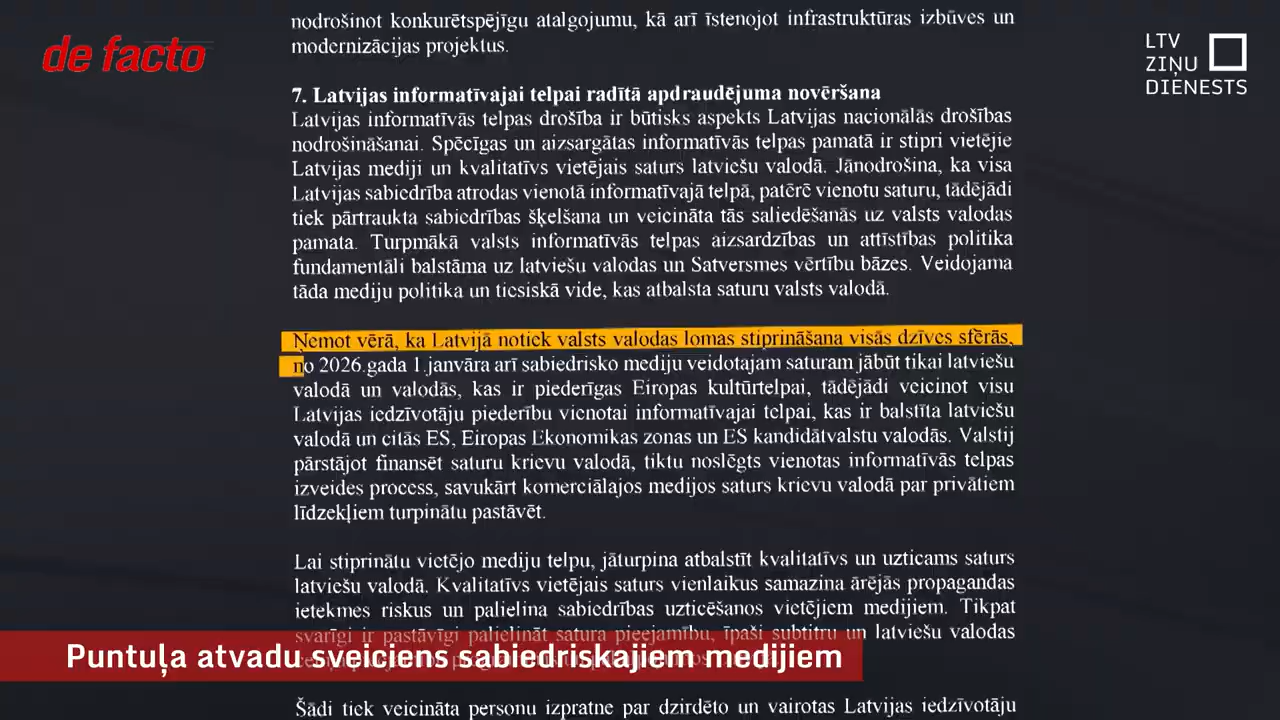 nodrošinot konkurētspējīgu atalgojumu, kā arī īstenojot infrastruktūras izbūves un
modernizācijas projektus.
de facto
LTV
ZIŅU
DIENESTS
7. Latvijas informatīvajai telpai radītā apdraudējuma novēršana
Latvijas informatīvās telpas drošība ir būtisks aspekts Latvijas nacionālās drošības
nodrošināšanai. Spēcīgas un aizsargātas informatīvās telpas pamatā ir stipri vietējie
Latvijas mediji un kvalitatīvs vietējais saturs latviešu valodā. Jānodrošina, ka visa
Latvijas sabiedrība atrodas vienotā informatīvajā telpā, patērē vienotu saturu, tādējādi
tiek pārtraukta sabiedrības šķelšana un veicināta tās saliedēšanās uz valsts valodas
pamata. Turpmākā valsts informatīvās telpas aizsardzības un attīstības politika
fundamentāli balstāma uz latviešu valodas un Satversmes vērtību bāzes. Veidojama
tāda mediju politika un tiesiskā vide, kas atbalsta saturu valsts valodā.
Ņemot vērā, ka Latvijā notiek valsts valodas lomas stiprināšana visās dzīves sfērās,
no 2026.gada 1.janvāra arī sabiedrisko mediju veidotajam saturam jābūt tikai latviešu
valodā un valodās, kas ir piederīgas Eiropas kultūrtelpai, tādējādi veicinot visu
Latvijas iedzīvotāju piederību vienotai informatīvajai telpai, kas ir balstīta latviešu
valodā un citās ES, Eiropas Ekonomikas zonas un ES kandidātvalstu valodās. Valstij
pārstājot finansēt saturu krievu valodā, tiktu noslēgts vienotas informatīvās telpas
izveides process, savukārt komerciālajos medijos saturs krievu valodā par privātiem
līdzekļiem turpinātu pastāvēt.
Lai stiprinātu vietējo mediju telpu, jāturpina atbalstīt kvalitatīvs un uzticams saturs
latviešu valodā. Kvalitatīvs vietējais saturs vienlaikus samazina ārējās propagandas
ietekmes riskus un palielina sabiedrības uzticēšanos vietējiem medijiem. Tikpat
svarīgi ir pastāvīgi palielināt satura pieejamību, īpaši subtitru un latviešu valodas
Puntuļa atvadu sveiciens sabiedriskajiem medijiem
Šādi tiek veicināta personu izpratne par dzirdēto un vairotas Latvijas iedzīvotāju